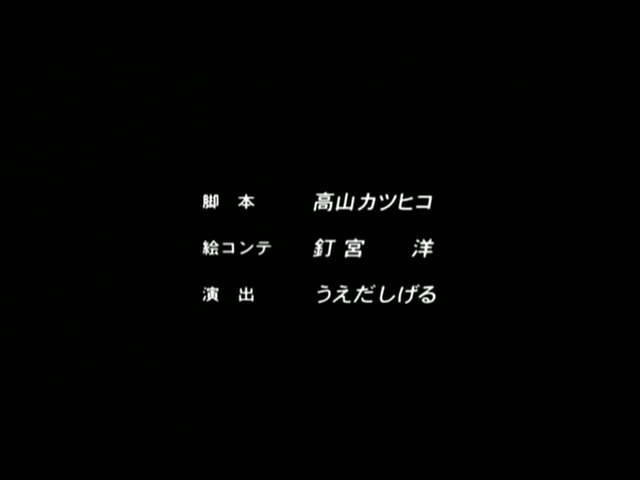 脚　本　高山カツヒコ
絵コンテ　釘宮　洋
演　出　うえだしげる